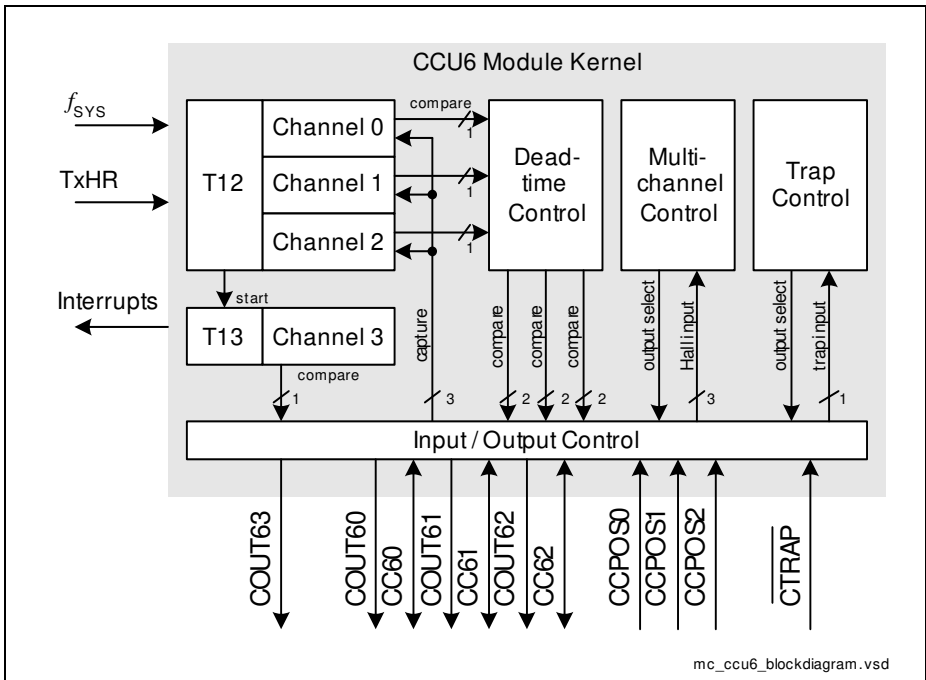 CCU6 Module Kernel
fSYS
TxHR
Interrupts
T12
Channel 0
Channel 1
Channel 2
compare
1
1
1
Dead-
time
Control
Multi-
channel
Control
Trap
Control
start
T13
Channel 3
compare
1
capture
3
compare
2
compare
2
compare
2
output select
Hall input
3
output select
trap input
1
Input / Output Control
COUT63
COUT60
CC60
COUT61
CC61
COUT62
CC62
CCPOS0
CCPOS1
CCPOS2
CTRAP
mc_ccu6_blockdiagram.vsd